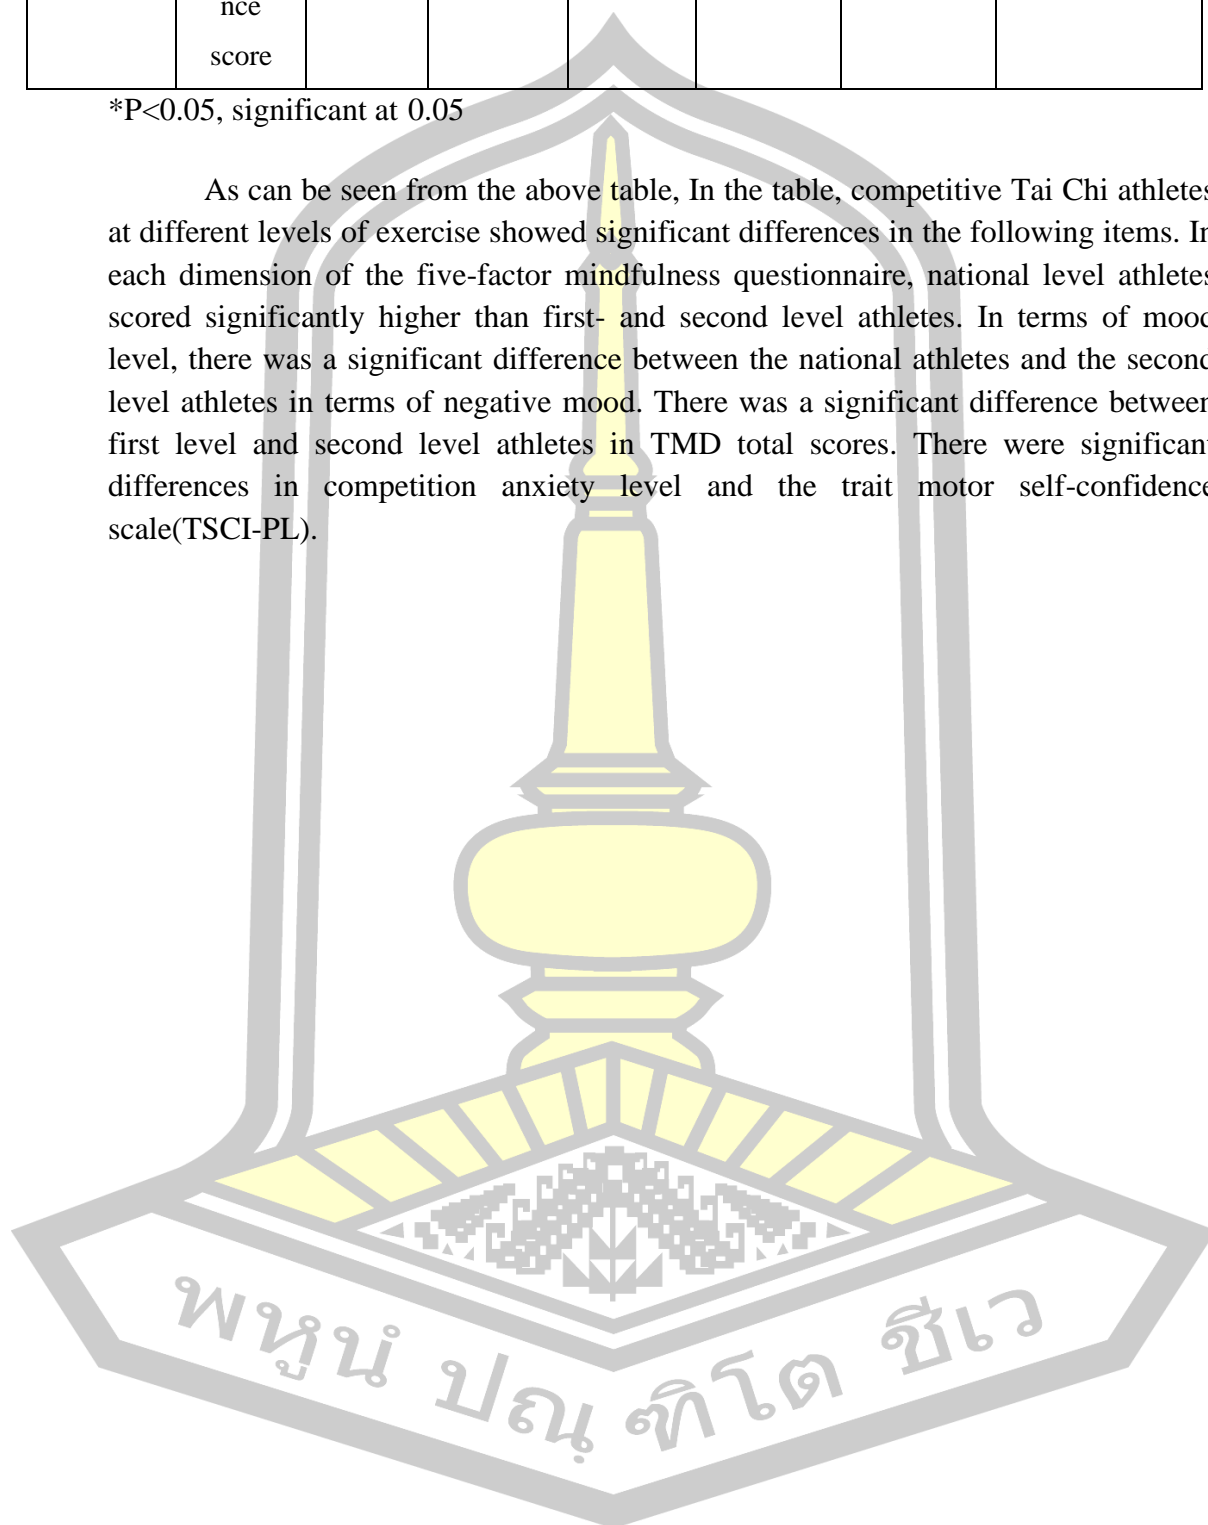 nce
score
*P<0.05, significant at 0.05
As can be seen from the above table, In the table, competitive Tai Chi athletes
at different levels of exercise showed significant differences in the following items. In
each dimension of the five-factor mindfulness questionnaire, national level athletes
scored significantly higher than first- and second level athletes. In terms of mood
level, there was a significant difference between the national athletes and the second
level athletes in terms of negative mood. There was a significant difference between
first level and second level athletes in TMD total scores. There were significant
differences in competition anxiety level and the trait motor self-confidence
scale(TSCI-PL).
พหูนํ ปณฺฑิโต ชีเว